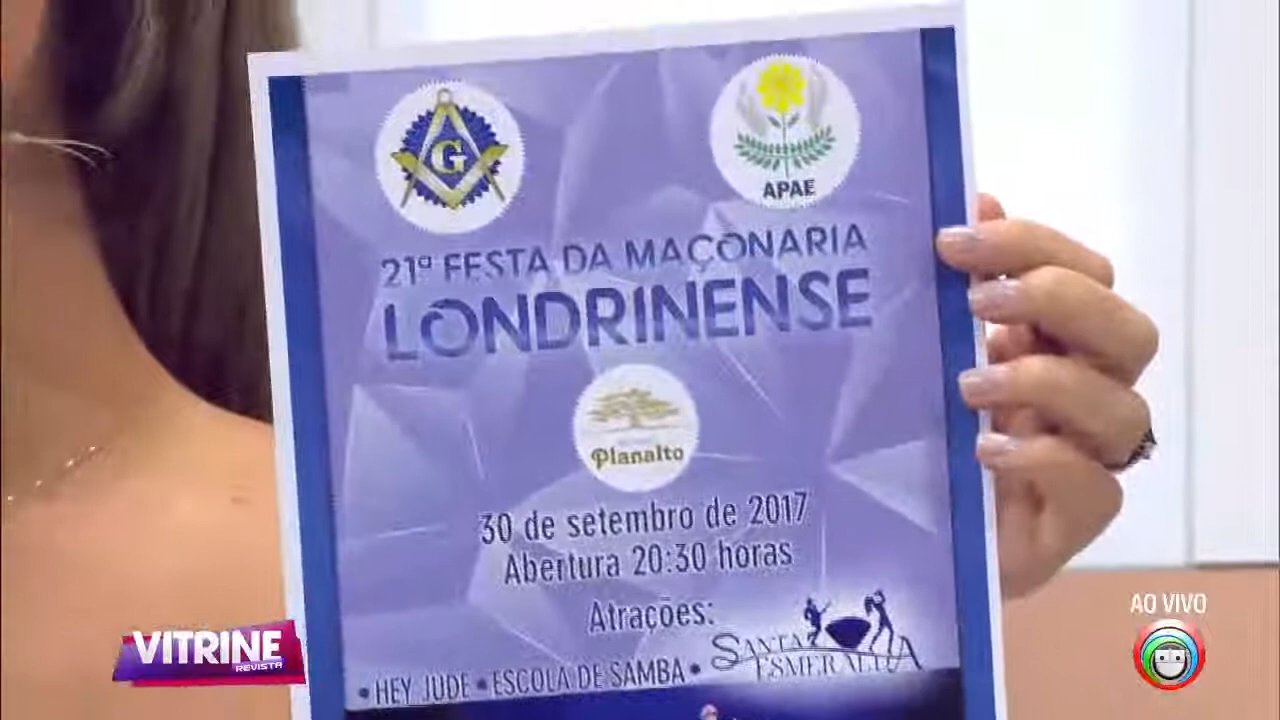 G
APAE
21ª FESTA DA MAÇONARIA
LONDRINENSE
Planalto
30 de setembro de 2017
Abertura 20:30 horas
Atrações:
SANTA
ESMERALDA
• HEY JUDE • ESCOLA DE SAMBA •
VITRINE
REVISTA
AO VIVO